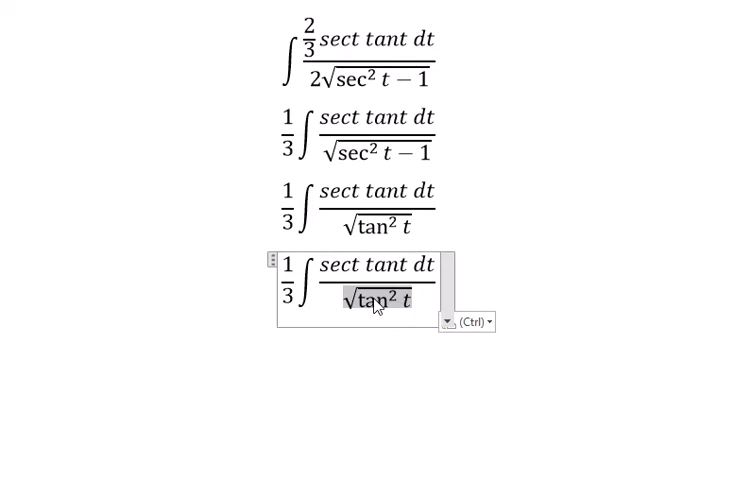 ∫ (2/3 sect tant dt) / (2√(sec² t − 1))
1/3 ∫ (sect tant dt) / (√(sec² t − 1))
1/3 ∫ (sect tant dt) / (√(tan² t))
1/3 ∫ (sect tant dt) / (√(tan² t))
(Ctrl)